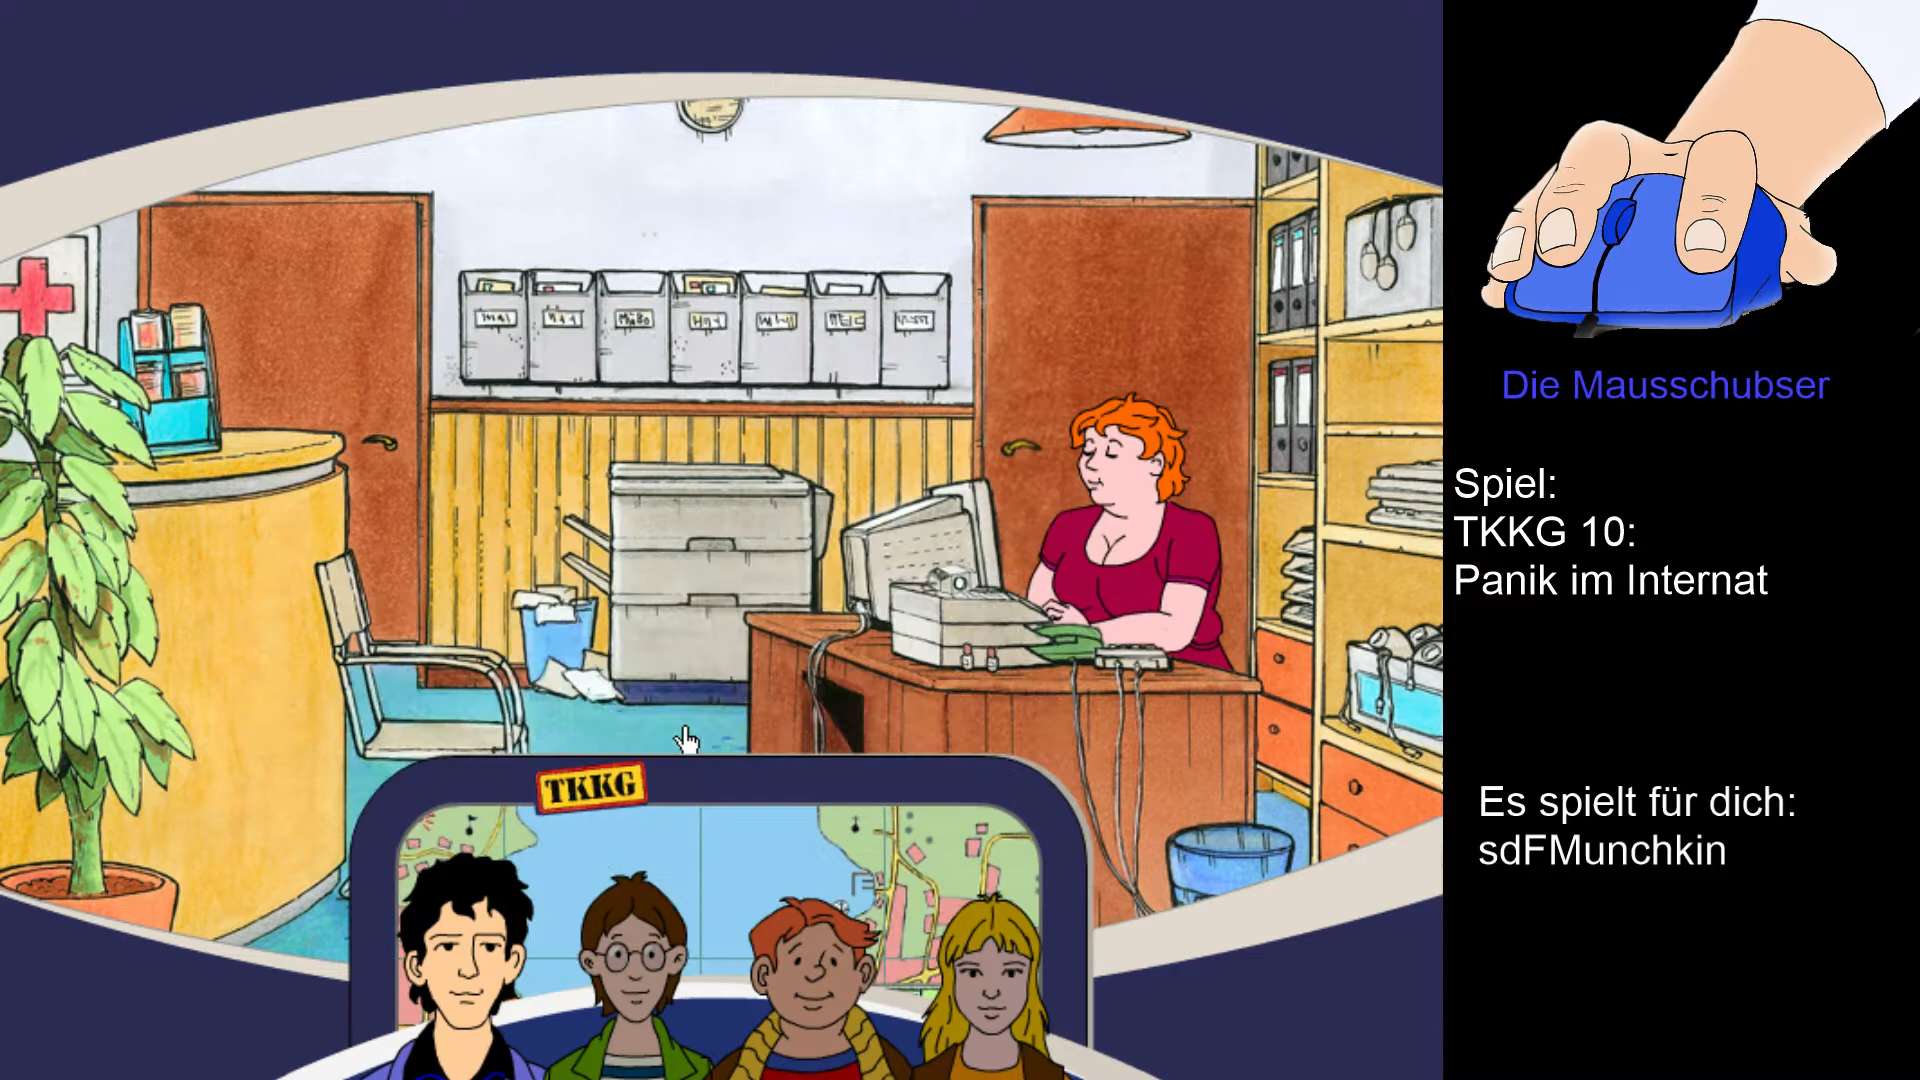 Die Mausschubser
Spiel:
TKKG 10:
Panik im Internat
Es spielt für dich:
sdFMunchkin
TKKG